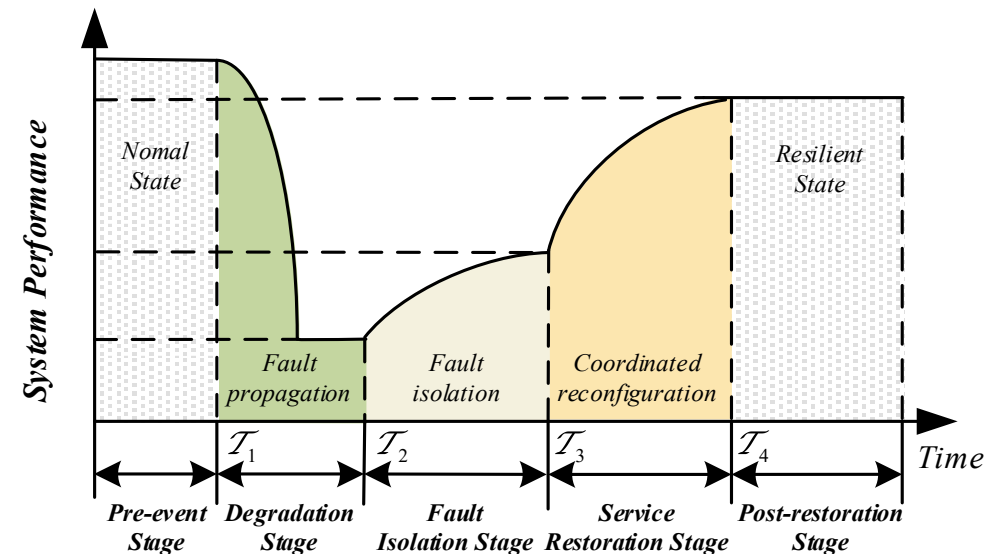 System Performance
Nomal
State
Resilient
State
Fault
propagation
Fault
isolation
Coordinated
reconfiguration
𝒯1
𝒯2
𝒯3
𝒯4
Time
Pre-event
Stage
Degradation
Stage
Fault
Isolation Stage
Service
Restoration Stage
Post-restoration
Stage